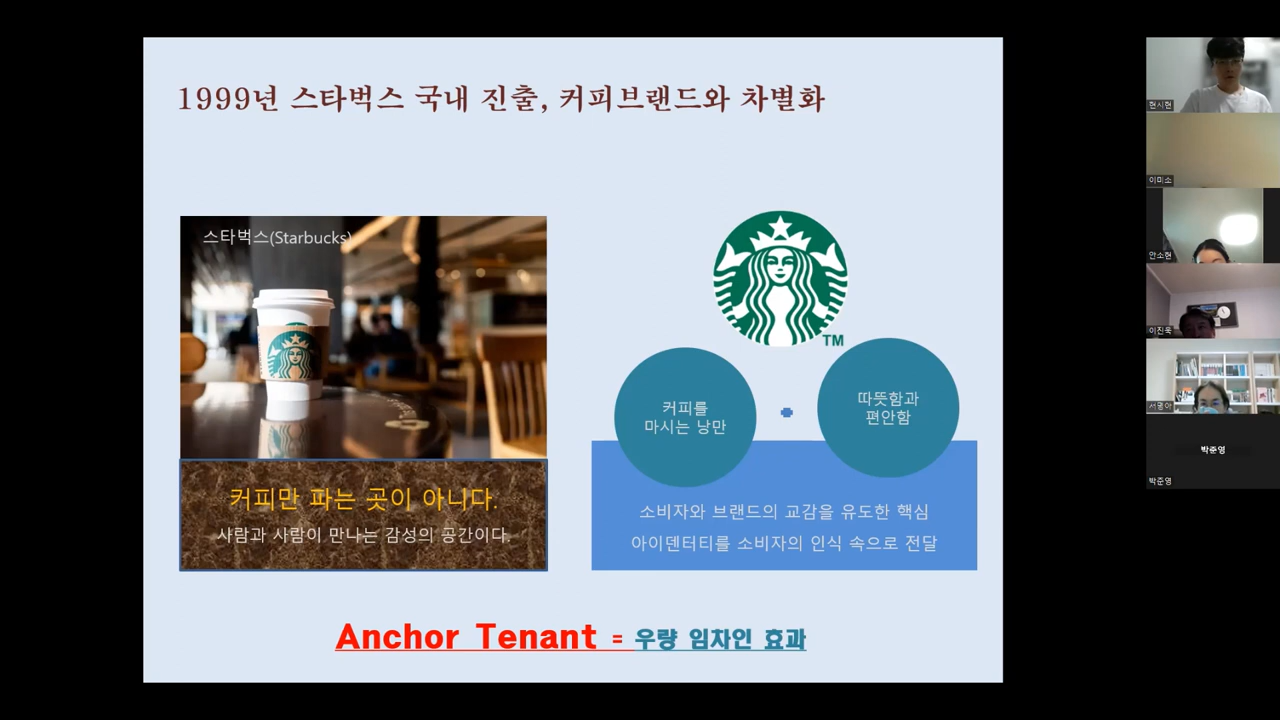 1999년 스타벅스 국내 진출, 커피브랜드와 차별화
스타벅스(Starbucks)
커피만 파는 곳이 아니다.
사람과 사람이 만나는 감성의 공간이다.
TM
커피를
마시는 낭만
따뜻함과
편안함
소비자와 브랜드의 교감을 유도한 핵심
아이덴터티를 소비자의 인식 속으로 전달
Anchor Tenant = 우량 임차인 효과
현시현
이미소
안소현
이진욱
박준영
박준영